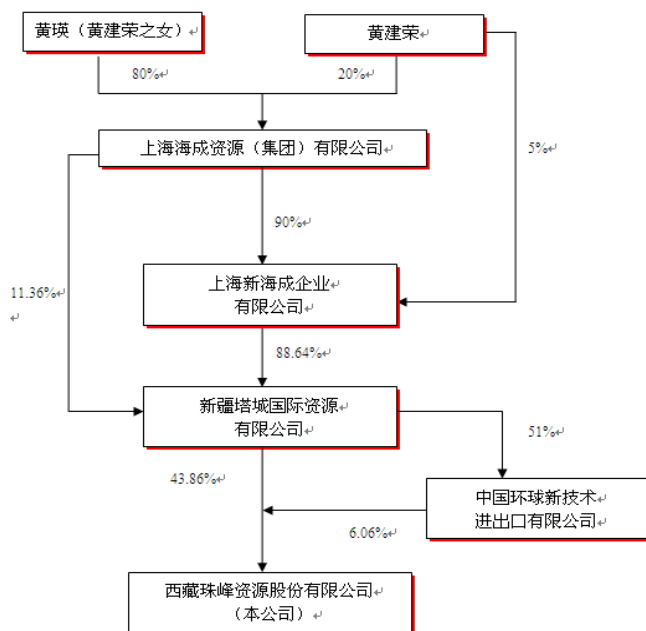 黄瑛（黄建荣之女）
黄建荣
80%
20%
上海海成资源（集团）有限公司
5%
90%
上海新海成企业
有限公司
11.36%
88.64%
新疆塔城国际资源
有限公司
51%
43.86%
中国环球新技术
进出口有限公司
6.06%
西藏珠峰资源股份有限公司
（本公司）